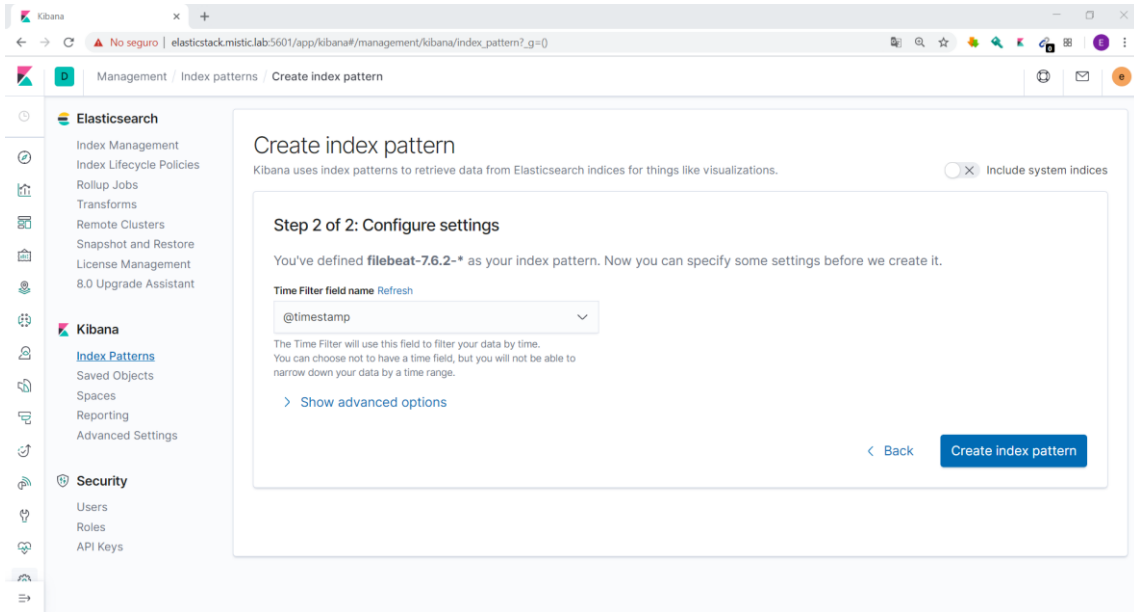 Kibana
No seguro | elasticstack.mistic.lab:5601/app/kibana#/management/kibana/index_pattern?_g=()
E
D
Management / Index patterns / Create index pattern
e
Elasticsearch
Index Management
Index Lifecycle Policies
Rollup Jobs
Transforms
Remote Clusters
Snapshot and Restore
License Management
8.0 Upgrade Assistant
Kibana
Index Patterns
Saved Objects
Spaces
Reporting
Advanced Settings
Security
Users
Roles
API Keys
Create index pattern
Kibana uses index patterns to retrieve data from Elasticsearch indices for things like visualizations.
Include system indices
Step 2 of 2: Configure settings
You've defined filebeat-7.6.2-* as your index pattern. Now you can specify some settings before we create it.
Time Filter field name Refresh
@timestamp
The Time Filter will use this field to filter your data by time.
You can choose not to have a time field, but you will not be able to
narrow down your data by a time range.
Show advanced options
Back
Create index pattern